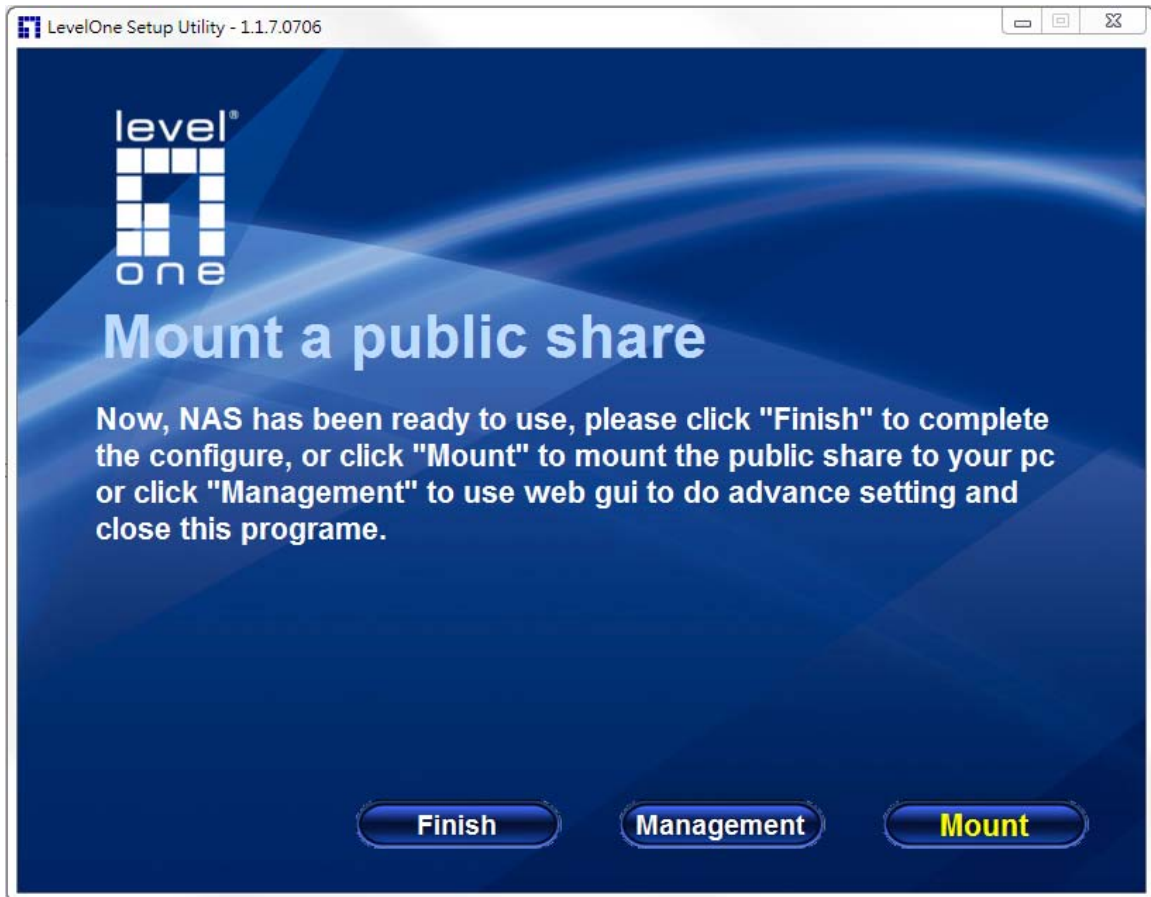 LevelOne Setup Utility - 1.1.7.0706
level®
one
Mount a public share
Now, NAS has been ready to use, please click "Finish" to complete
the configure, or click "Mount" to mount the public share to your pc
or click "Management" to use web gui to do advance setting and
close this programe.
Finish Management Mount